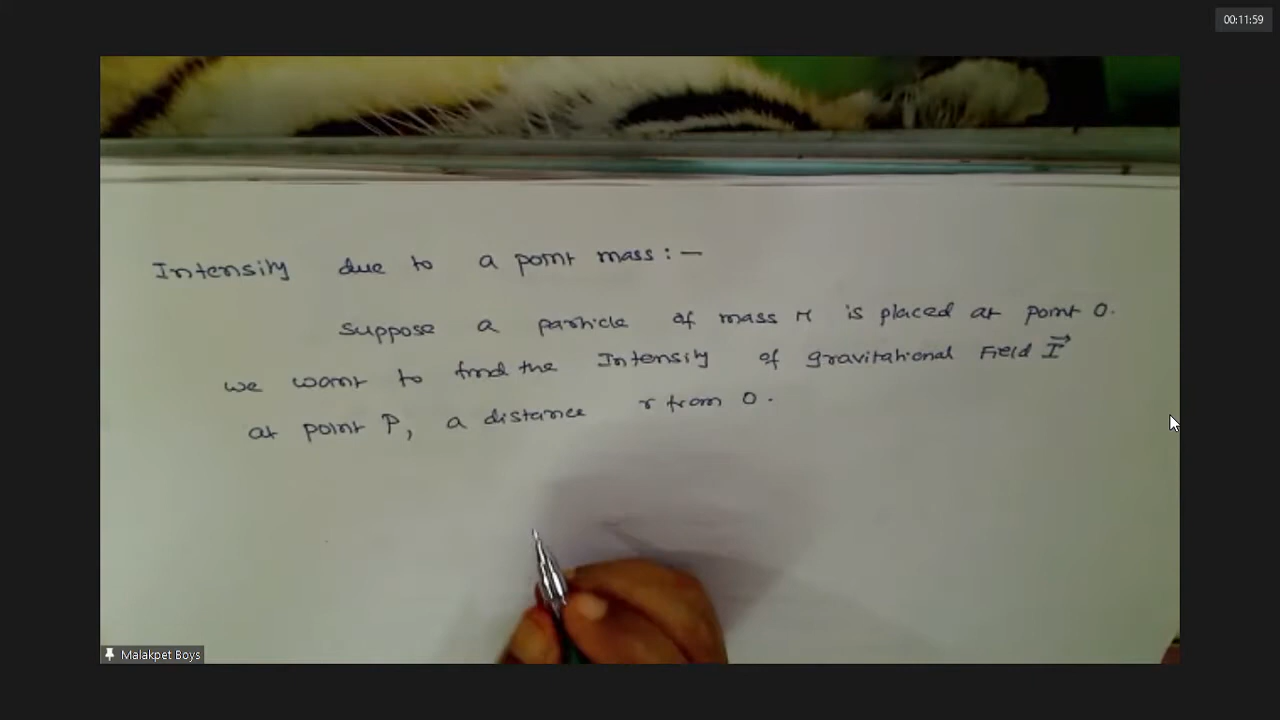 00:11:59
Intensity due to a point mass :-
Suppose a particle of mass M is placed at point O.
we want to find the Intensity of gravitational Field I⃗
at point P, a distance r from O.
Malakpet Boys